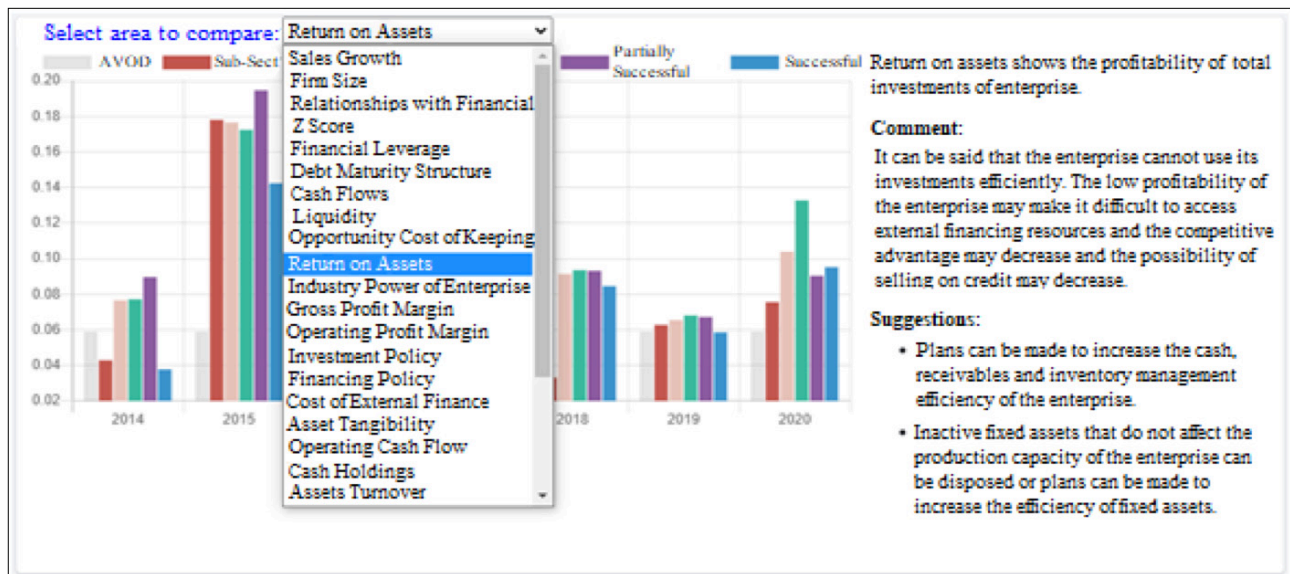 Select area to compare: Return on Assets
AVOD
Partially
Successful
Successful
0.20
0.18
0.16
0.14
0.12
0.10
0.08
0.06
0.04
0.02
2014
2015
2018
2019
2020
Sales Growth
Firm Size
Relationships with Financial
Z Score
Financial Leverage
Debt Maturity Structure
Cash Flows
Liquidity
Opportunity Cost of Keeping
Return on Assets
Industry Power of Enterprise
Gross Profit Margin
Operating Profit Margin
Investment Policy
Financing Policy
Cost of External Finance
Asset Tangibility
Operating Cash Flow
Cash Holdings
Assets Turnover
Return on assets shows the profitability of total
investments of enterprise.
Comment:
It can be said that the enterprise cannot use its
investments efficiently. The low profitability of
the enterprise may make it difficult to access
external financing resources and the competitive
advantage may decrease and the possibility of
selling on credit may decrease.
Suggestions:
• Plans can be made to increase the cash,
receivables and inventory management
efficiency of the enterprise.
• Inactive fixed assets that do not affect the
production capacity of the enterprise can
be disposed or plans can be made to
increase the efficiency of fixed assets.